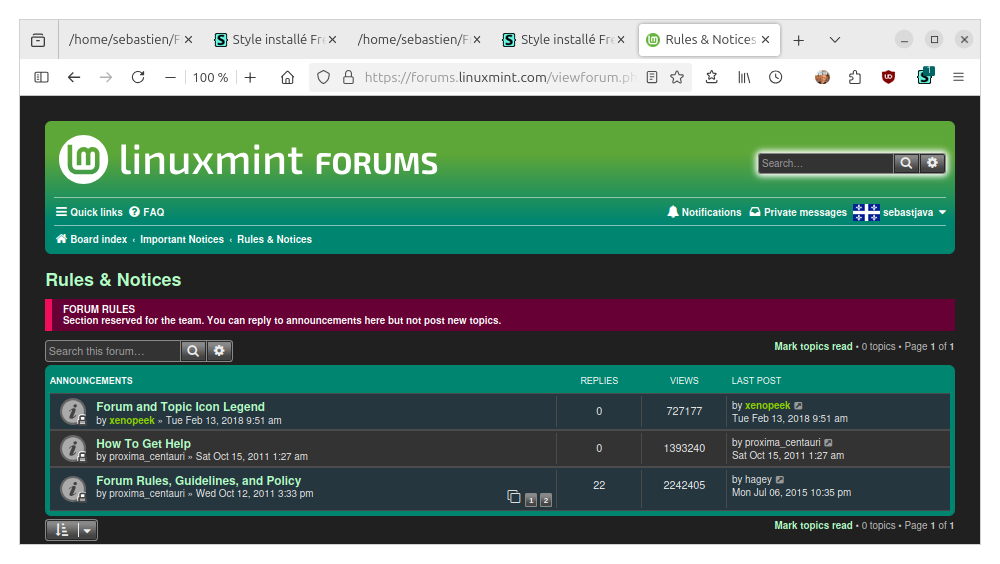 /home/sebastien/F
Style installé Fre
/home/sebastien/F
Style installé Fre
Rules & Notices
100 %
https://forums.linuxmint.com/viewforum.ph
1
linuxmint FORUMS
Search…
Quick links FAQ
Notifications Private messages sebastjava
Board index ‹ Important Notices ‹ Rules & Notices
Rules & Notices
FORUM RULES
Section reserved for the team. You can reply to announcements here but not post new topics.
Search this forum…
Mark topics read • 0 topics • Page 1 of 1
ANNOUNCEMENTS REPLIES VIEWS LAST POST
Forum and Topic Icon Legend
by xenopeek » Tue Feb 13, 2018 9:51 am
0
727177
by xenopeek
Tue Feb 13, 2018 9:51 am
How To Get Help
by proxima_centauri » Sat Oct 15, 2011 1:27 am
0
1393240
by proxima_centauri
Sat Oct 15, 2011 1:27 am
Forum Rules, Guidelines, and Policy
by proxima_centauri » Wed Oct 12, 2011 3:33 pm
1 2
22
2242405
by hagey
Mon Jul 06, 2015 10:35 pm
Mark topics read • 0 topics • Page 1 of 1